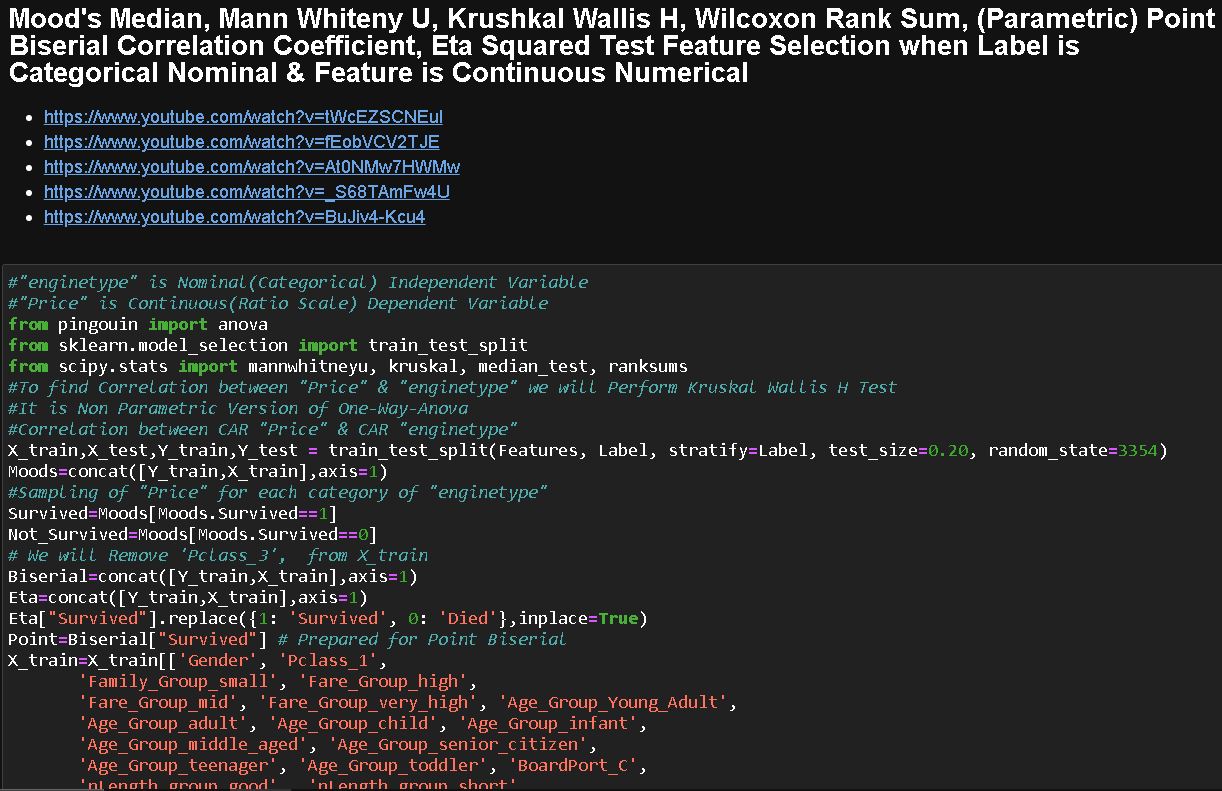 Mood's Median, Mann Whiteny U, Krushkal Wallis H, Wilcoxon Rank Sum, (Parametric) Point
Biserial Correlation Coefficient, Eta Squared Test Feature Selection when Label is
Categorical Nominal & Feature is Continuous Numerical
• https://www.youtube.com/watch?v=tWcEZSCNEuI
• https://www.youtube.com/watch?v=fEobVCV2TJE
• https://www.youtube.com/watch?v=At0NMw7HWMw
• https://www.youtube.com/watch?v=_S68TAmFw4U
• https://www.youtube.com/watch?v=BuJiv4-Kcu4
#"enginetype" is Nominal(Categorical) Independent Variable
#"Price" is Continuous(Ratio Scale) Dependent Variable
from pingouin import anova
from sklearn.model_selection import train_test_split
from scipy.stats import mannwhitneyu, kruskal, median_test, ranksums
#To find Correlation between "Price" & "enginetype" we will Perform Kruskal Wallis H Test
#It is Non Parametric Version of One-Way-Anova
#Correlation between CAR "Price" & CAR "enginetype"
X_train,X_test,Y_train,Y_test = train_test_split(Features, Label, stratify=Label, test_size=0.20, random_state=3354)
Moods=concat([Y_train,X_train],axis=1)
#Sampling of "Price" for each category of "enginetype"
Survived=Moods[Moods.Survived==1]
Not_Survived=Moods[Moods.Survived==0]
# We will Remove 'Pclass_3',  from X_train
Biserial=concat([Y_train,X_train],axis=1)
Eta=concat([Y_train,X_train],axis=1)
Eta["Survived"].replace({1: 'Survived', 0: 'Died'},inplace=True)
Point=Biserial["Survived"] # Prepared for Point Biserial
X_train=X_train[['Gender', 'Pclass_1',
'Family_Group_small', 'Fare_Group_high',
'Fare_Group_mid', 'Fare_Group_very_high', 'Age_Group_Young_Adult',
'Age_Group_adult', 'Age_Group_child', 'Age_Group_infant',
'Age_Group_middle_aged', 'Age_Group_senior_citizen',
'Age_Group_teenager', 'Age_Group_toddler', 'BoardPort_C',
'nLength_group_good', 'nLength_group_short',